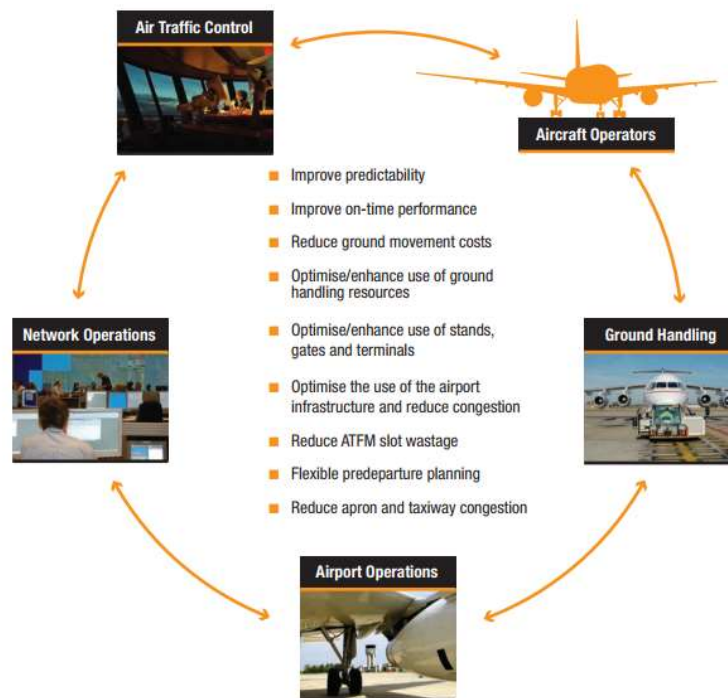 Air Traffic Control
Aircraft Operators
Improve predictability
Improve on-time performance
Reduce ground movement costs
Optimise/enhance use of ground
handling resources
Network Operations
Optimise/enhance use of stands,
gates and terminals
Ground Handling
Optimise the use of the airport
infrastructure and reduce congestion
Reduce ATFM slot wastage
Flexible predeparture planning
Reduce apron and taxiway congestion
Airport Operations